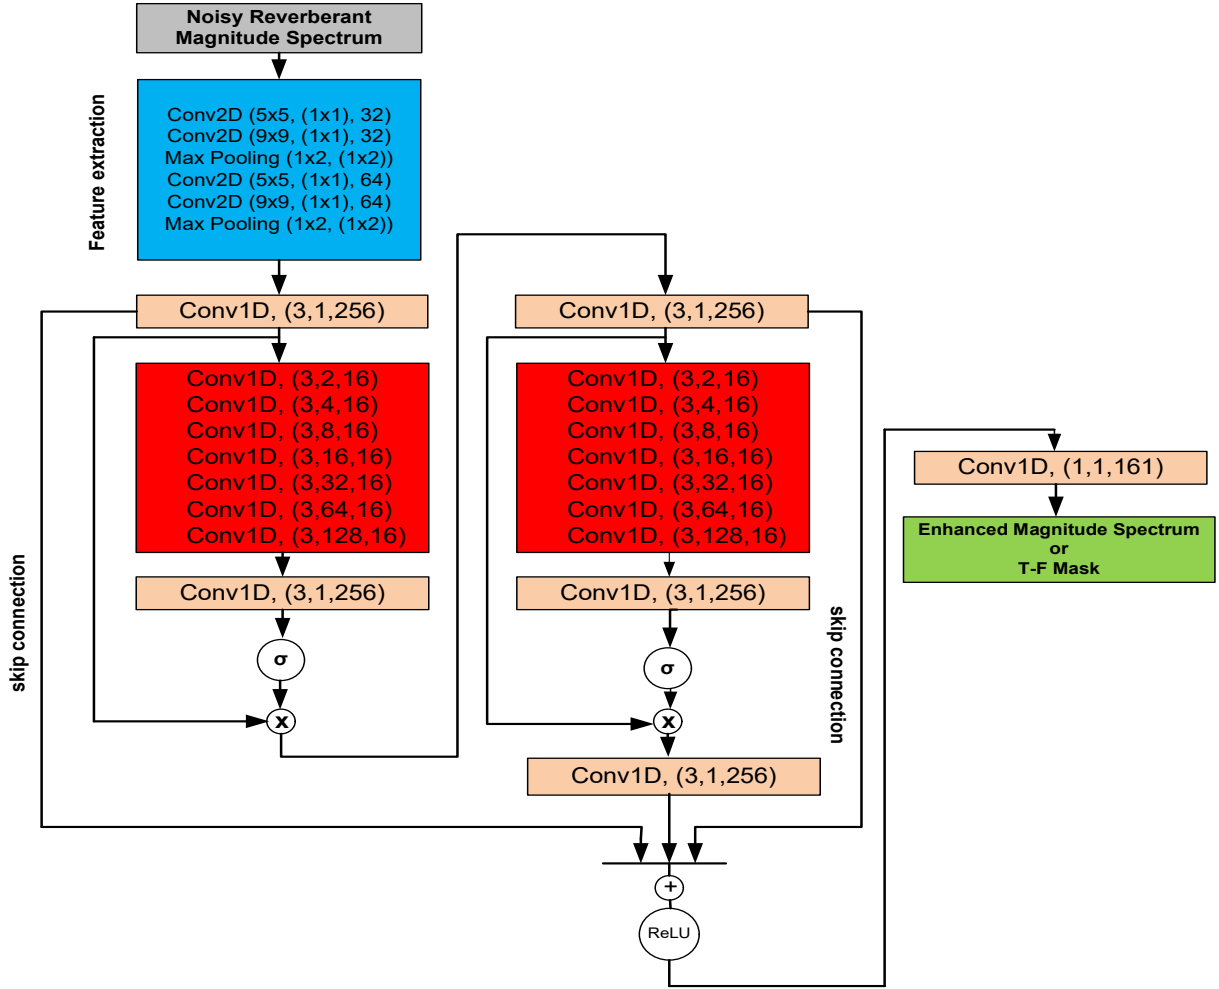 Noisy Reverberant
Magnitude Spectrum
Feature extraction
Conv2D (5x5, (1x1), 32)
Conv2D (9x9, (1x1), 32)
Max Pooling (1x2, (1x2))
Conv2D (5x5, (1x1), 64)
Conv2D (9x9, (1x1), 64)
Max Pooling (1x2, (1x2))
Conv1D, (3,1,256)
Conv1D, (3,2,16)
Conv1D, (3,4,16)
Conv1D, (3,8,16)
Conv1D, (3,16,16)
Conv1D, (3,32,16)
Conv1D, (3,64,16)
Conv1D, (3,128,16)
Conv1D, (3,1,256)
σ
x
skip connection
Conv1D, (3,1,256)
Conv1D, (3,2,16)
Conv1D, (3,4,16)
Conv1D, (3,8,16)
Conv1D, (3,16,16)
Conv1D, (3,32,16)
Conv1D, (3,64,16)
Conv1D, (3,128,16)
Conv1D, (3,1,256)
σ
x
Conv1D, (3,1,256)
skip connection
+
ReLU
Conv1D, (1,1,161)
Enhanced Magnitude Spectrum
or
T-F Mask